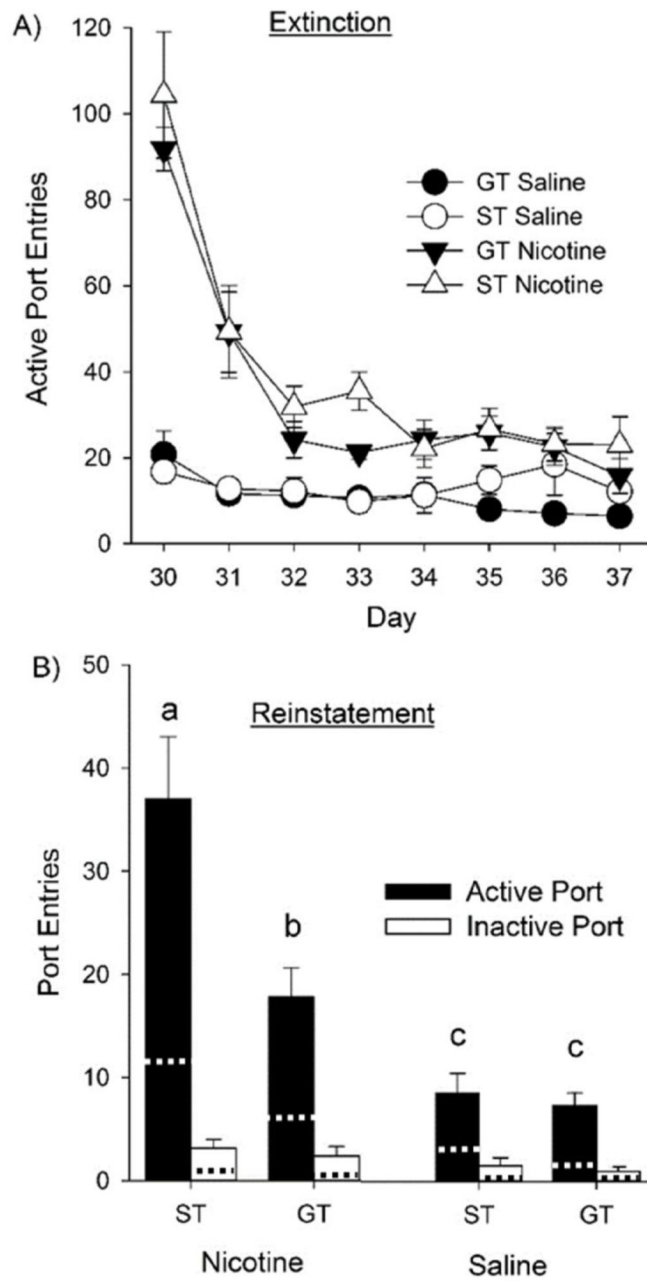 A) Extinction
120
100
80
60
40
20
0
Active Port Entries
GT Saline
ST Saline
GT Nicotine
ST Nicotine
30 31 32 33 34 35 36 37
Day
B) Reinstatement
50
40
30
20
10
0
Port Entries
a
b
c c
Active Port
Inactive Port
ST GT ST GT
Nicotine Saline